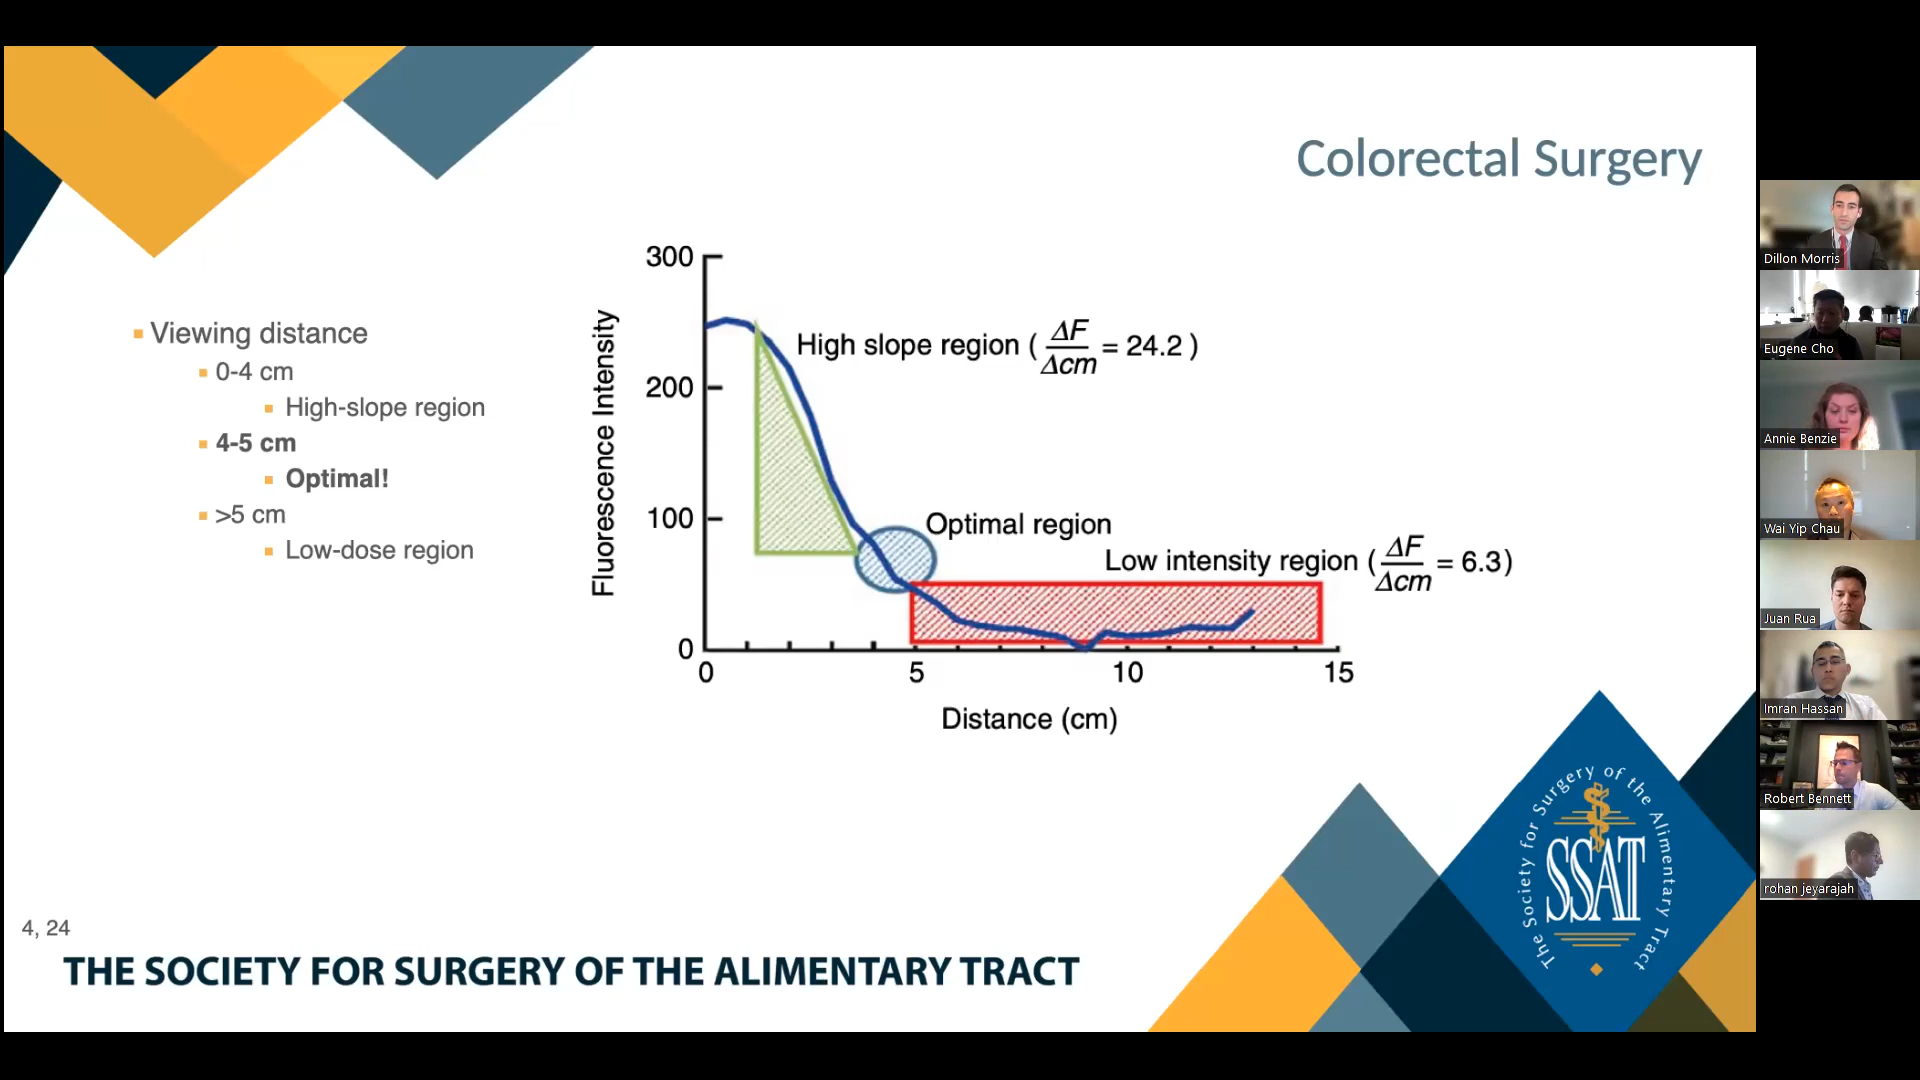 Colorectal Surgery
Viewing distance
0-4 cm
High-slope region
4-5 cm
Optimal!
>5 cm
Low-dose region
300
200
100
0
Fluorescence Intensity
High slope region ( ΔF/Δcm = 24.2 )
Optimal region
Low intensity region ( ΔF/Δcm = 6.3)
0 5 10 15
Distance (cm)
4, 24
THE SOCIETY FOR SURGERY OF THE ALIMENTARY TRACT
The Society for Surgery of the Alimentary Tract
SSAT
Dillon Morris
Eugene Cho
Annie Benzie
Wai Yip Chau
Juan Rua
Imran Hassan
Robert Bennett
rohan jeyarajah